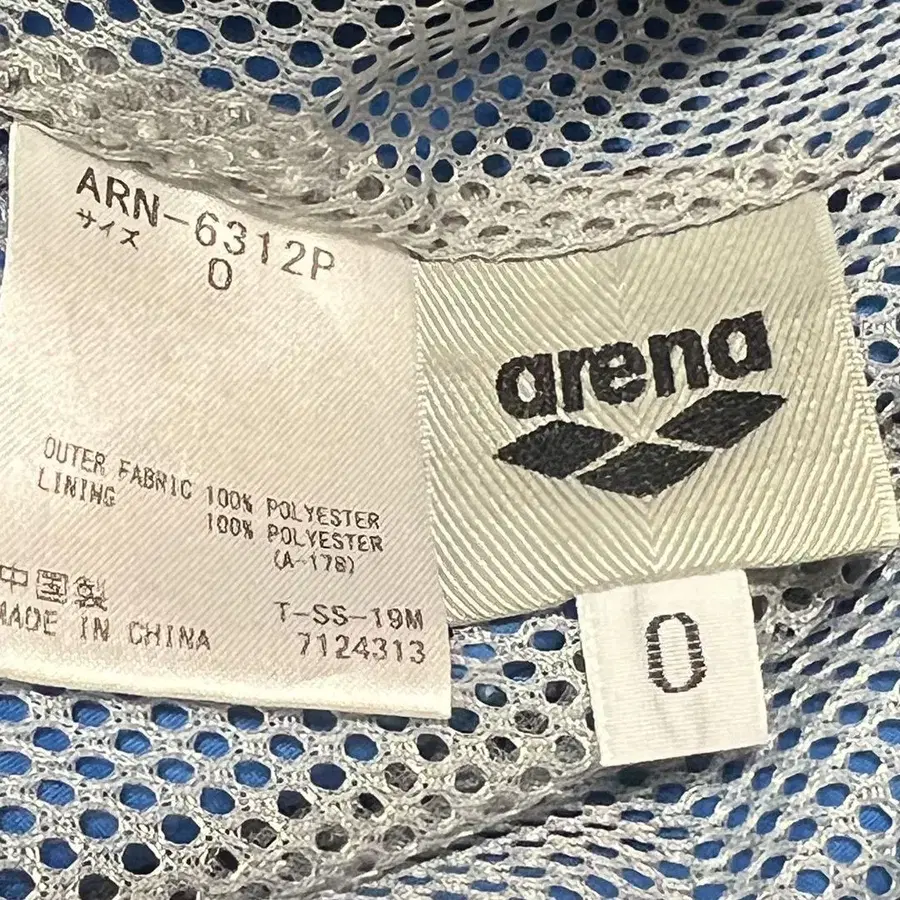 ARN-6312P
サイズ
O
OUTER FABRIC 100% POLYESTER
LINING 100% POLYESTER
(A-178)
中国製
MADE IN CHINA
T-SS-19M
7124313
arena
O